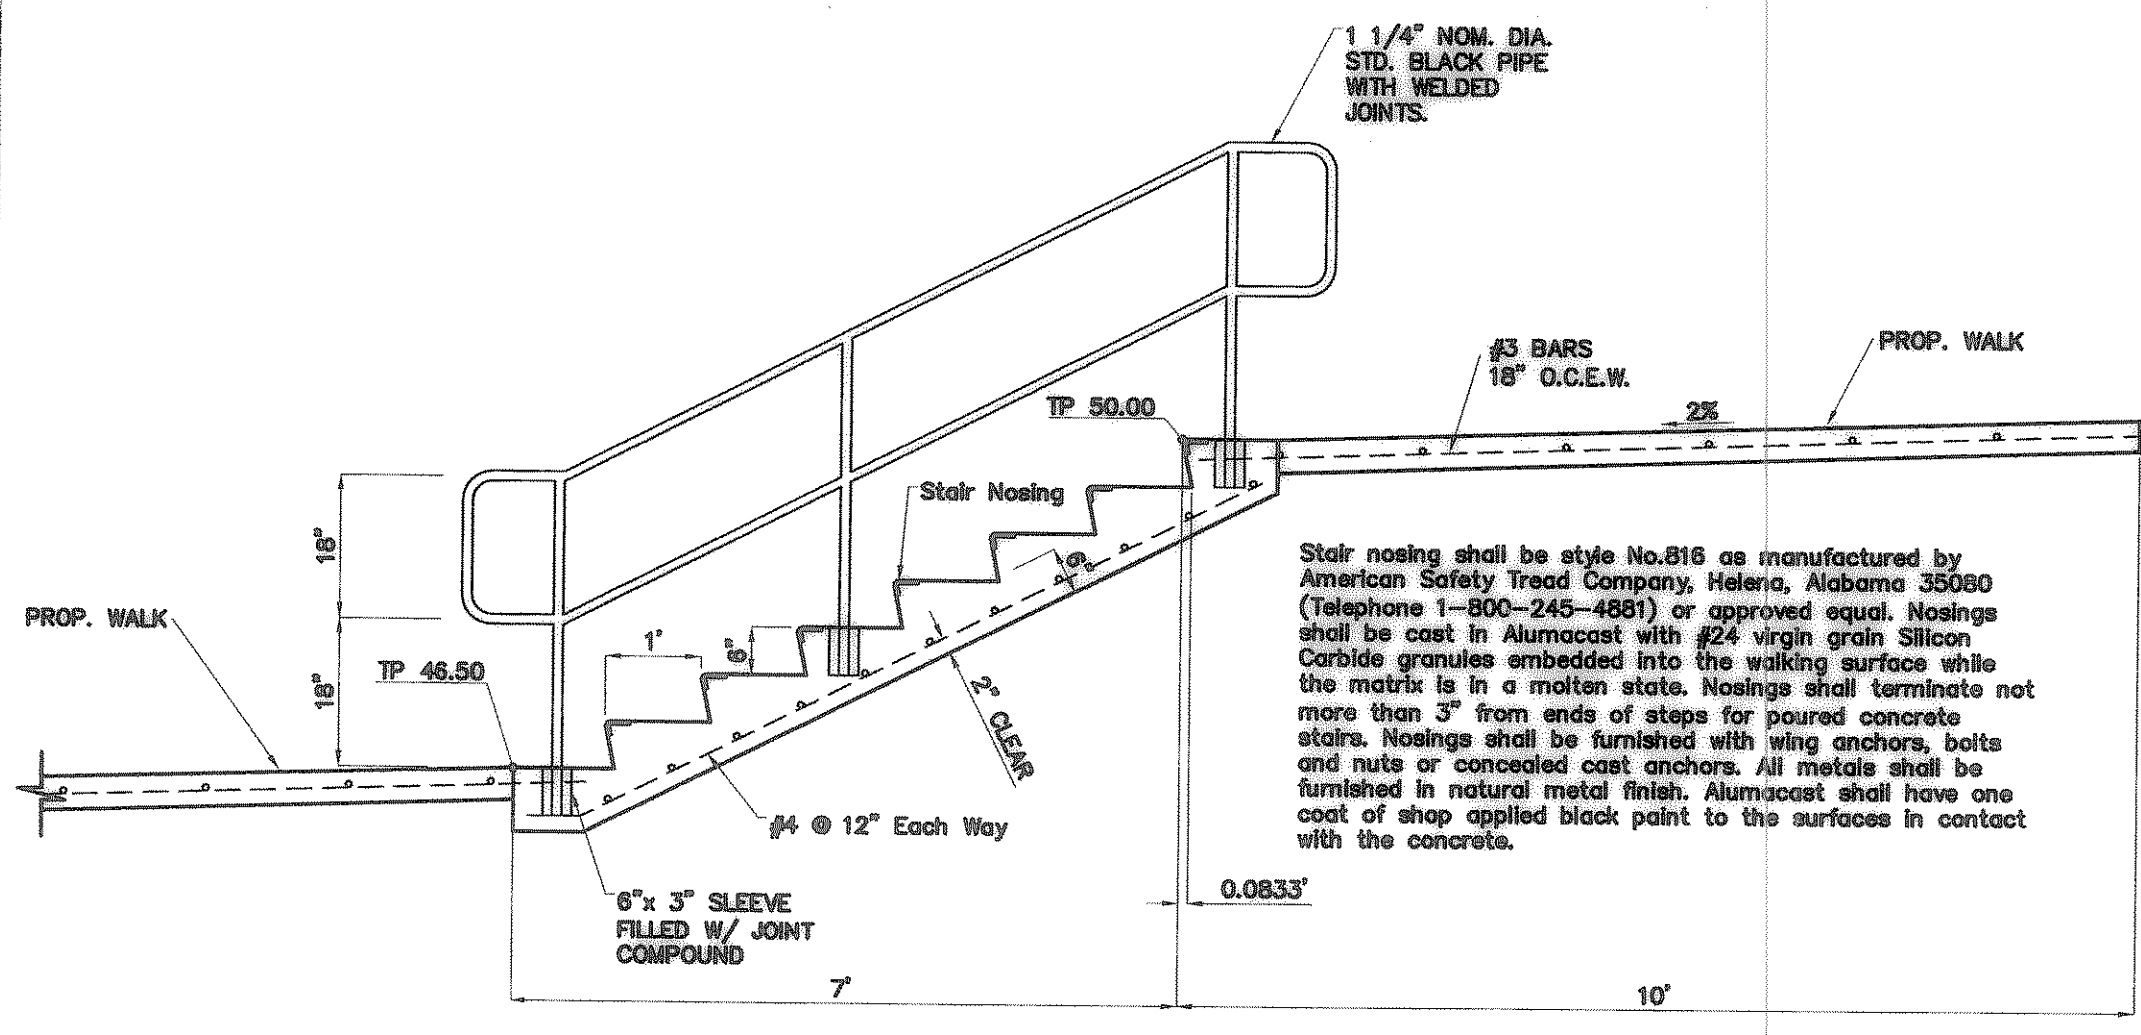 1 1/4" NOM. DIA.
STD. BLACK PIPE
WITH WELDED
JOINTS.
#3 BARS
18" O.C.E.W.
PROP. WALK
2%
TP 50.00
Stair Nosing
18"
18"
PROP. WALK
TP 46.50
1'
6"
6"
2" CLEAR
#4 @ 12" Each Way
6"x 3" SLEEVE
FILLED W/ JOINT
COMPOUND
Stair nosing shall be style No.816 as manufactured by
American Safety Tread Company, Helena, Alabama 35080
(Telephone 1-800-245-4881) or approved equal. Nosings
shall be cast in Alumacast with #24 virgin grain Silicon
Carbide granules embedded into the walking surface while
the matrix is in a molten state. Nosings shall terminate not
more than 3" from ends of steps for poured concrete
stairs. Nosings shall be furnished with wing anchors, bolts
and nuts or concealed cast anchors. All metals shall be
furnished in natural metal finish. Alumacast shall have one
coat of shop applied black paint to the surfaces in contact
with the concrete.
0.0833'
7'
10'